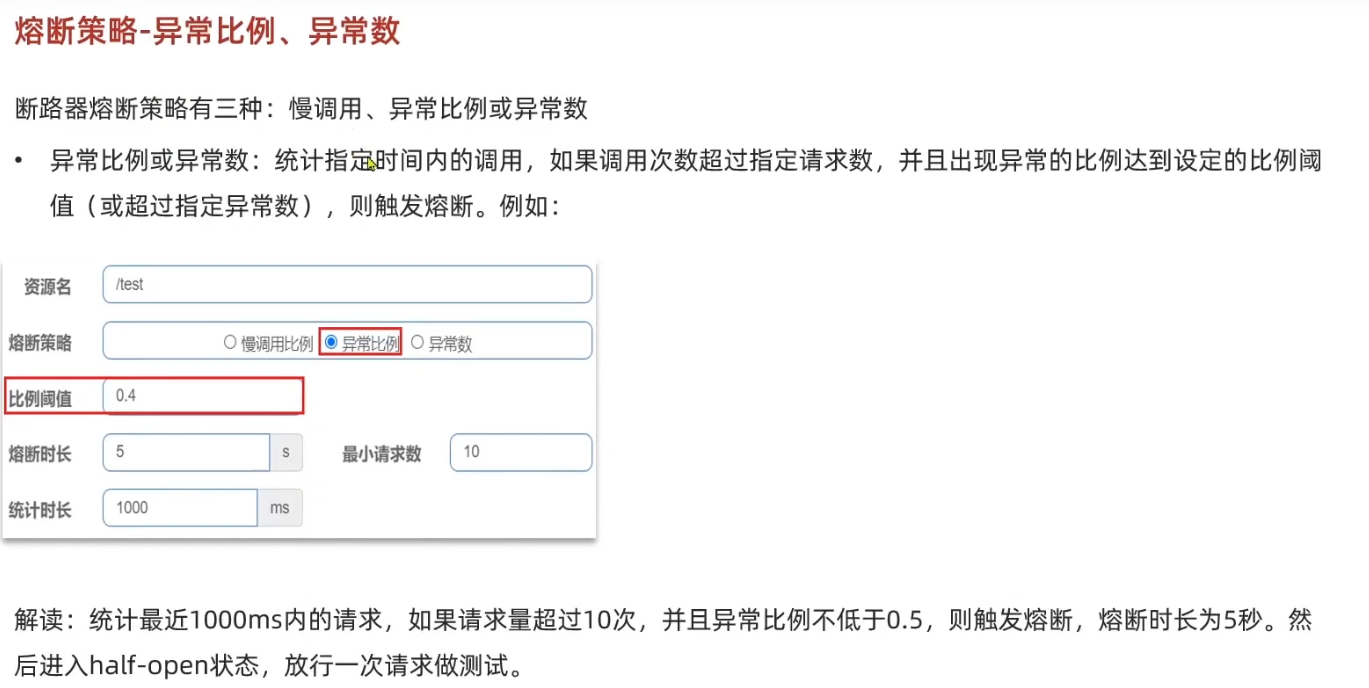 熔断策略-异常比例、异常数
断路器熔断策略有三种：慢调用、异常比例或异常数
• 异常比例或异常数：统计指定时间内的调用，如果调用次数超过指定请求数，并且出现异常的比例达到设定的比例阈
值（或超过指定异常数），则触发熔断。例如：
资源名 /test
熔断策略 慢调用比例 异常比例 异常数
比例阈值 0.4
熔断时长 5 s 最小请求数 10
统计时长 1000 ms
解读：统计最近1000ms内的请求，如果请求量超过10次，并且异常比例不低于0.5，则触发熔断，熔断时长为5秒。然
后进入half-open状态，放行一次请求做测试。